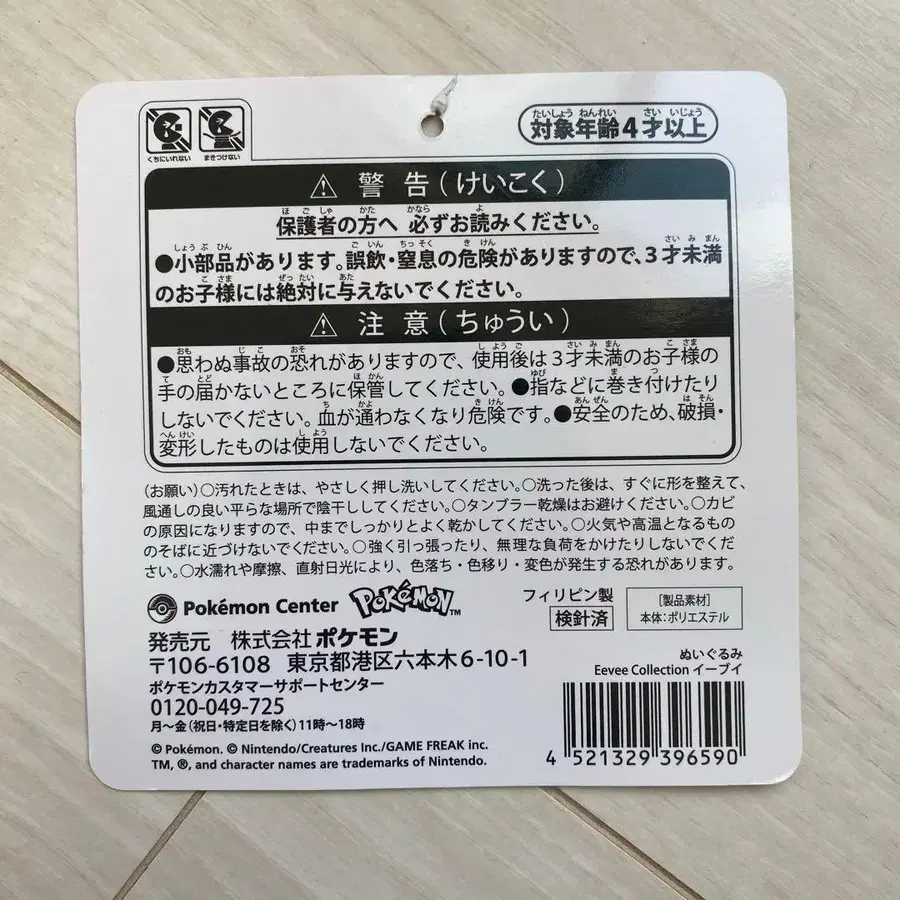 くちにいれない まきつけない
対象年齢4才以上
警告(けいこく)
保護者の方へ 必ずお読みください。
●小部品があります。誤飲・窒息の危険がありますので、3才未満
のお子様には絶対に与えないでください。
注意(ちゅうい)
●思わぬ事故の恐れがありますので、使用後は3才未満のお子様の
手の届かないところに保管してください。●指などに巻き付けたり
しないでください。血が通わなくなり危険です。●安全のため、破損・
変形したものは使用しないでください。
(お願い)○汚れたときは、やさしく押し洗いしてください。○洗った後は、すぐに形を整えて、
風通しの良い平らな場所で陰干ししてください。○タンブラー乾燥はお避けください。○カビ
の原因になりますので、中までしっかりとよく乾かしてください。○火気や高温となるもの
のそばに近づけないでください。○強く引っ張ったり、無理な負荷をかけたりしないでくださ
い。○水濡れや摩擦、直射日光により、色落ち・色移り・変色が発生する恐れがあります。
Pokémon Center POKéMON™
フィリピン製
検針済
[製品素材]
本体:ポリエステル
発売元 株式会社ポケモン
〒106-6108 東京都港区六本木6-10-1
ポケモンカスタマーサポートセンター
0120-049-725
月〜金(祝日・特定日を除く)11時〜18時
© Pokémon. © Nintendo/Creatures Inc./GAME FREAK inc.
TM, ®, and character names are trademarks of Nintendo.
ぬいぐるみ
Eevee Collection イーブイ
4 521329 396590